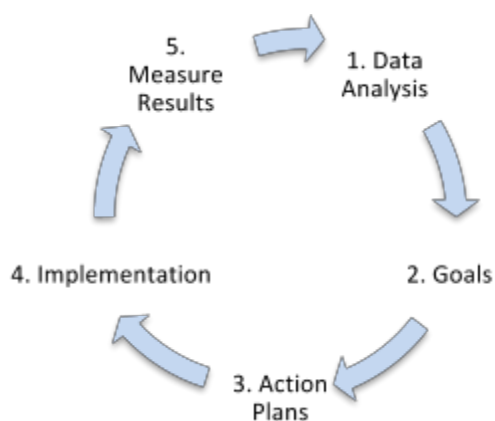 1. Data
Analysis
2. Goals
3. Action
Plans
4. Implementation
5.
Measure
Results